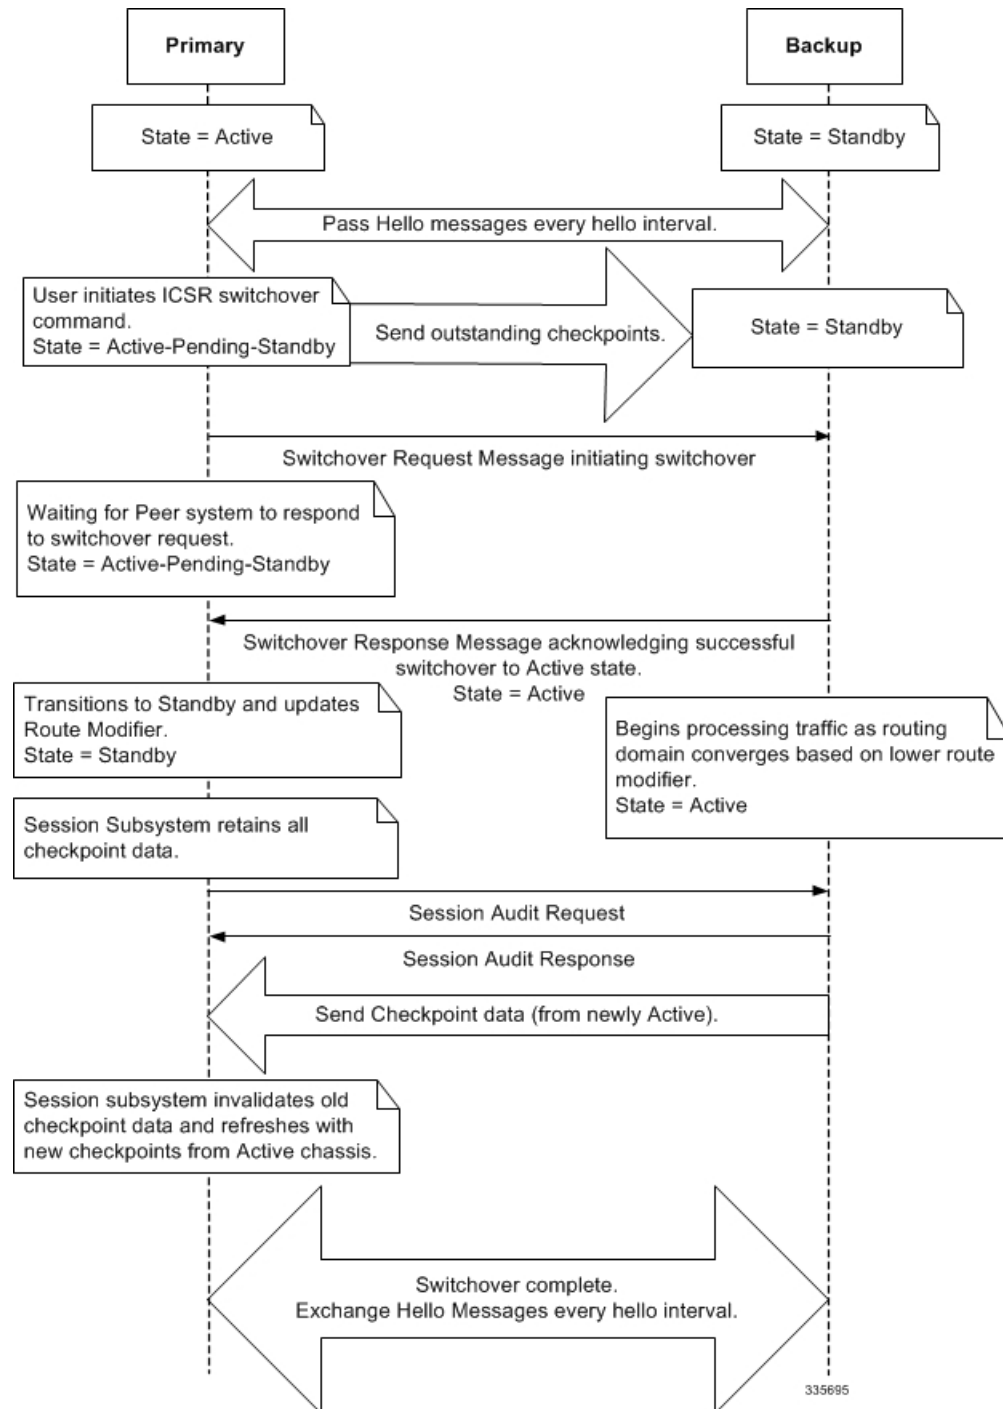 Primary
Backup
State = Active
State = Standby
Pass Hello messages every hello interval.
User initiates ICSR switchover
command.
State = Active-Pending-Standby
Send outstanding checkpoints.
State = Standby
Switchover Request Message initiating switchover
Waiting for Peer system to respond
to switchover request.
State = Active-Pending-Standby
Switchover Response Message acknowledging successful
switchover to Active state.
State = Active
Transitions to Standby and updates
Route Modifier.
State = Standby
Begins processing traffic as routing
domain converges based on lower route
modifier.
State = Active
Session Subsystem retains all
checkpoint data.
Session Audit Request
Session Audit Response
Send Checkpoint data (from newly Active).
Session subsystem invalidates old
checkpoint data and refreshes with
new checkpoints from Active chassis.
Switchover complete.
Exchange Hello Messages every hello interval.
335695